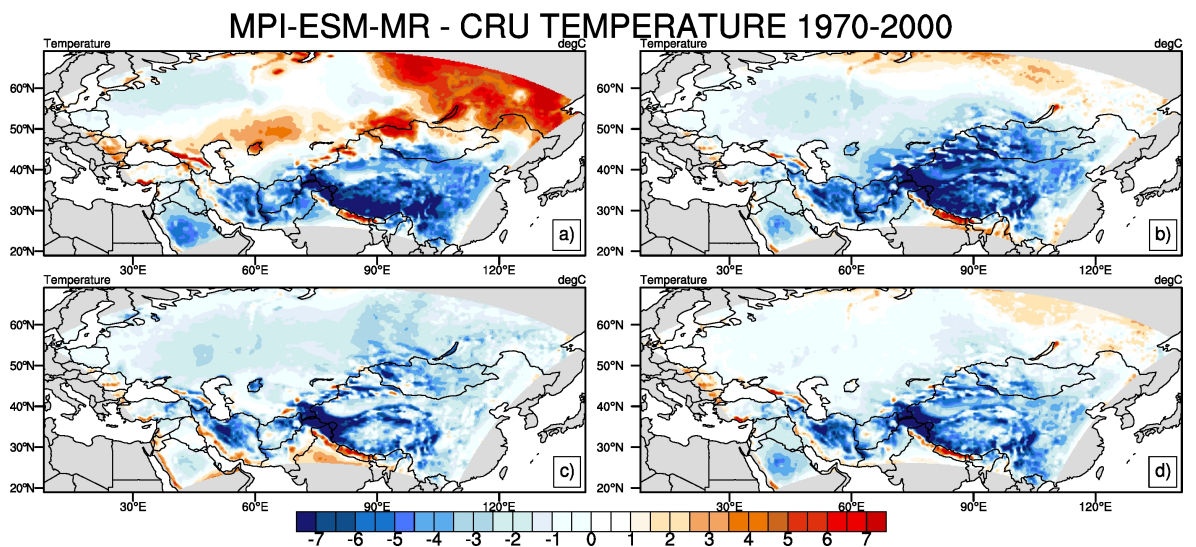 MPI-ESM-MR - CRU TEMPERATURE 1970-2000
Temperature degC Temperature degC
60°N 60°N
50°N 50°N
40°N 40°N
30°N 30°N
a) b)
20°N 20°N
30°E 60°E 90°E 120°E 30°E 60°E 90°E 120°E
Temperature degC Temperature degC
60°N 60°N
50°N 50°N
40°N 40°N
30°N 30°N
c) d)
20°N 20°N
30°E 60°E 90°E 120°E 30°E 60°E 90°E 120°E
-7 -6 -5 -4 -3 -2 -1 0 1 2 3 4 5 6 7